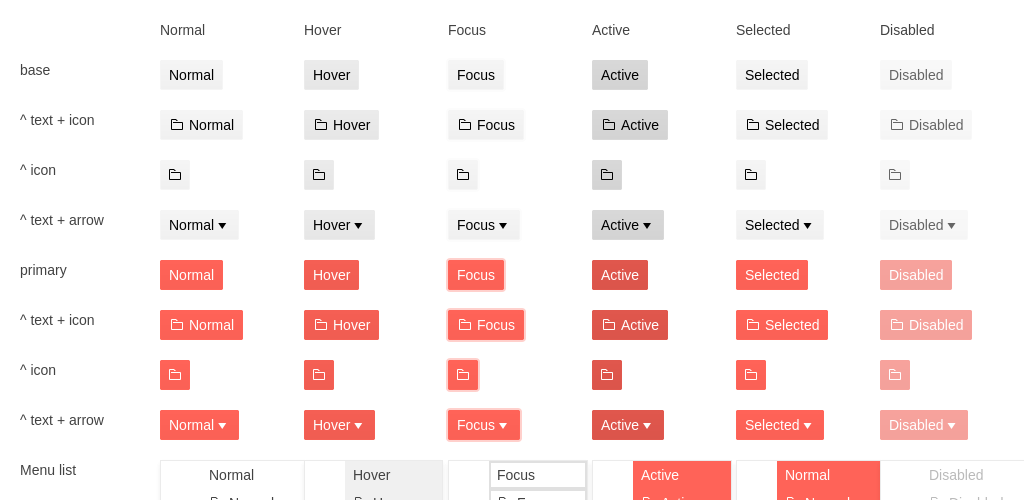 Normal Hover Focus Active Selected Disabled
base Normal Hover Focus Active Selected Disabled
^ text + icon Normal Hover Focus Active Selected Disabled
^ icon
^ text + arrow Normal Hover Focus Active Selected Disabled
primary Normal Hover Focus Active Selected Disabled
^ text + icon Normal Hover Focus Active Selected Disabled
^ icon
^ text + arrow Normal Hover Focus Active Selected Disabled
Menu list Normal Hover Focus Active Normal Disabled